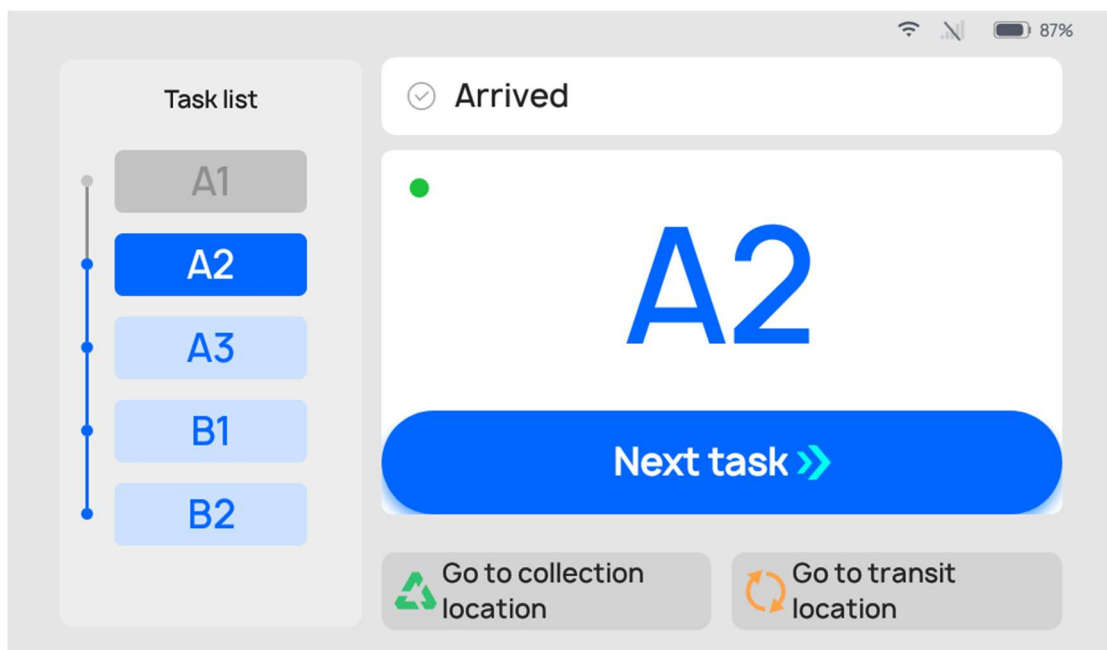 87%
Task list
A1
A2
A3
B1
B2
Arrived
A2
Next task
Go to collection
location
Go to transit
location